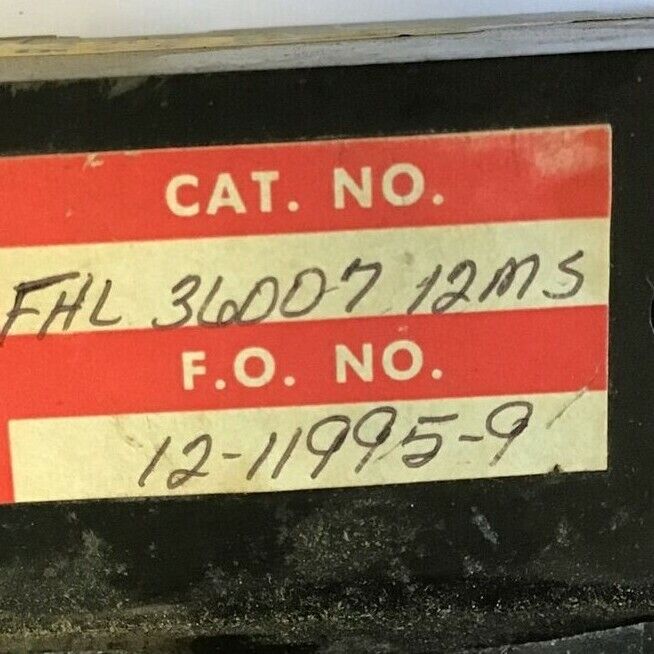 CAT. NO.
FHL 36007 12MS
F.O. NO.
12-11995-9